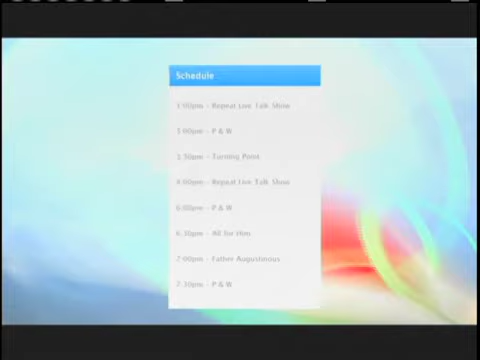 Schedule
1:00pm - Repeat Live Talk Show
3:00pm - P & W
3:30pm - Turning Point
4:00pm - Repeat Live Talk Show
6:00pm - P & W
6:30pm - All for Him
7:00pm - Father Augustinous
7:30pm - P & W